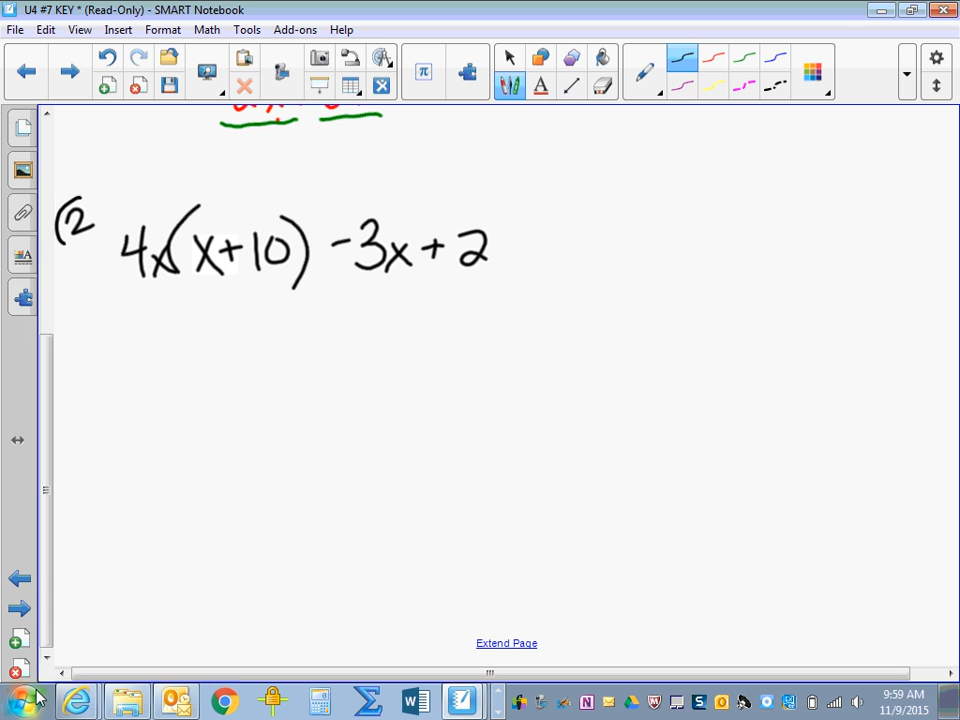 U4 #7 KEY * (Read-Only) - SMART Notebook
File Edit View Insert Format Math Tools Add-ons Help
(2 4x(x+10) -3x+2
Extend Page
9:59 AM
11/9/2015